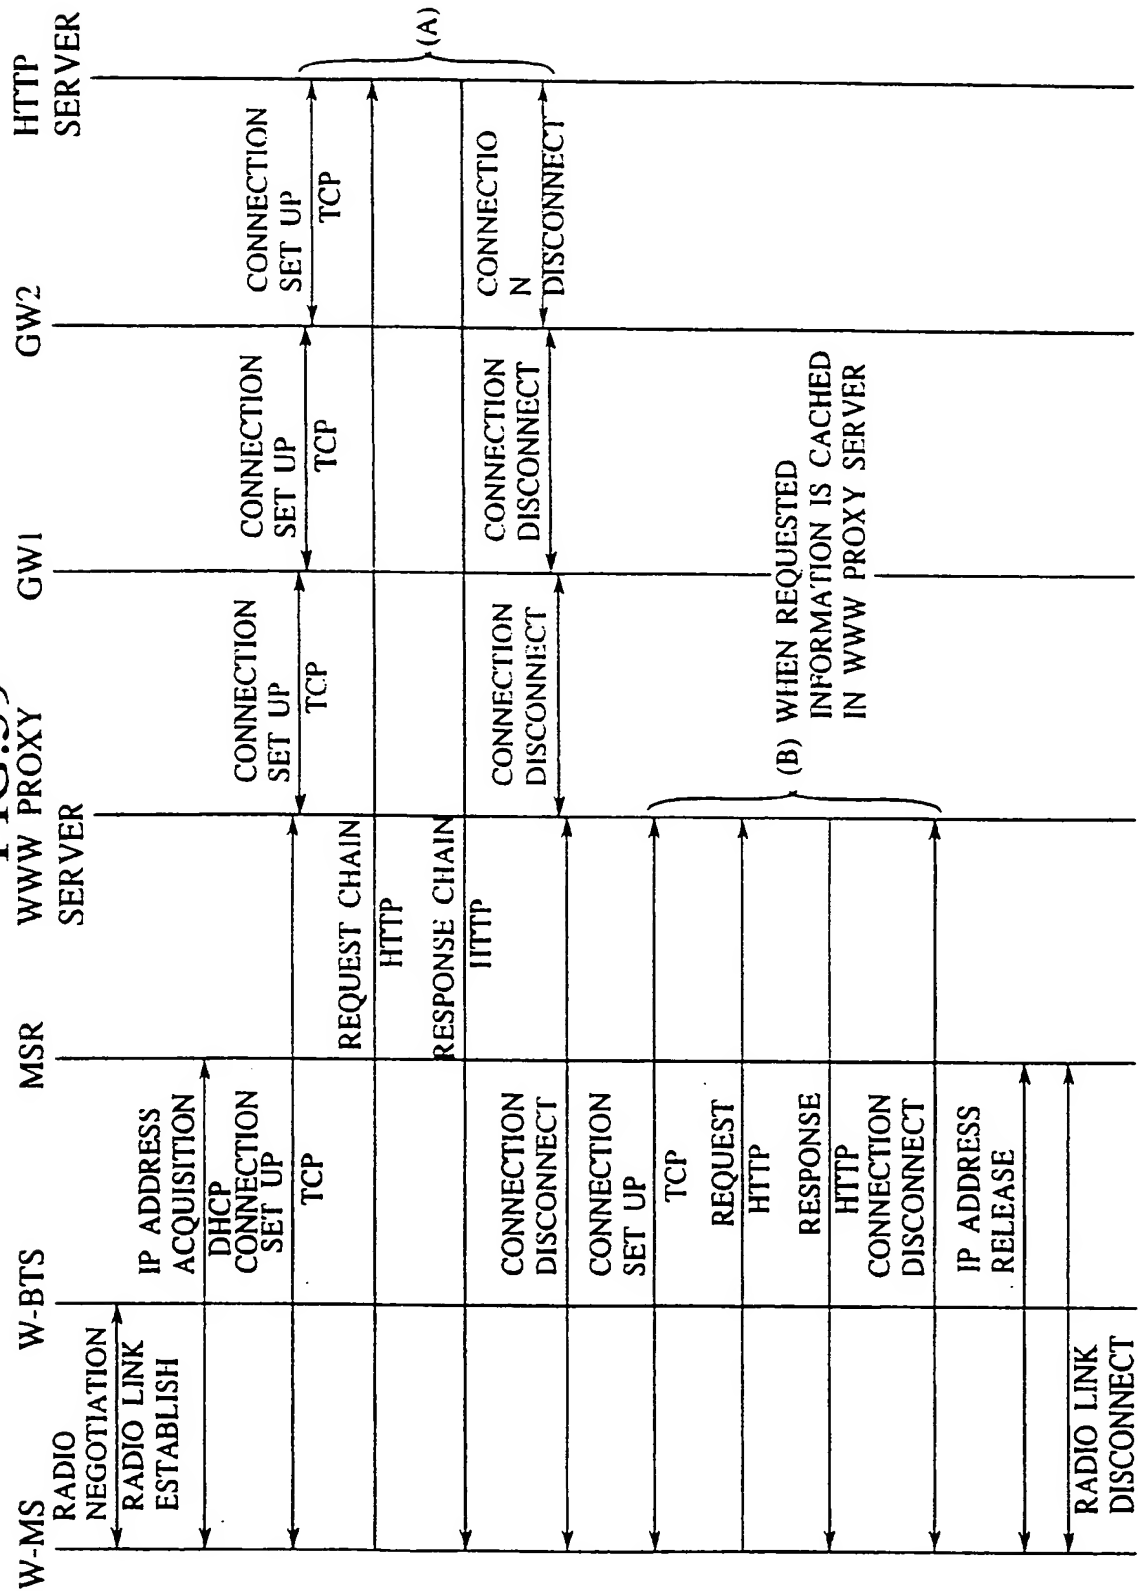 FIG.59
W-MS
W-BTS
MSR
WWW PROXY
SERVER
GW1
GW2
HTTP
SERVER
RADIO
NEGOTIATION
RADIO LINK
ESTABLISH
IP ADDRESS
ACQUISITION
DHCP
CONNECTION
SET UP
TCP
CONNECTION
SET UP
TCP
CONNECTION
SET UP
TCP
CONNECTION
SET UP
TCP
(A)
REQUEST CHAIN
HTTP
RESPONSE CHAIN
HTTP
CONNECTION
DISCONNECT
CONNECTION
DISCONNECT
CONNECTION
DISCONNECT
CONNECTIO
N
DISCONNECT
CONNECTION
SET UP
TCP
REQUEST
HTTP
RESPONSE
HTTP
CONNECTION
DISCONNECT
(B) WHEN REQUESTED
INFORMATION IS CACHED
IN WWW PROXY SERVER
IP ADDRESS
RELEASE
RADIO LINK
DISCONNECT